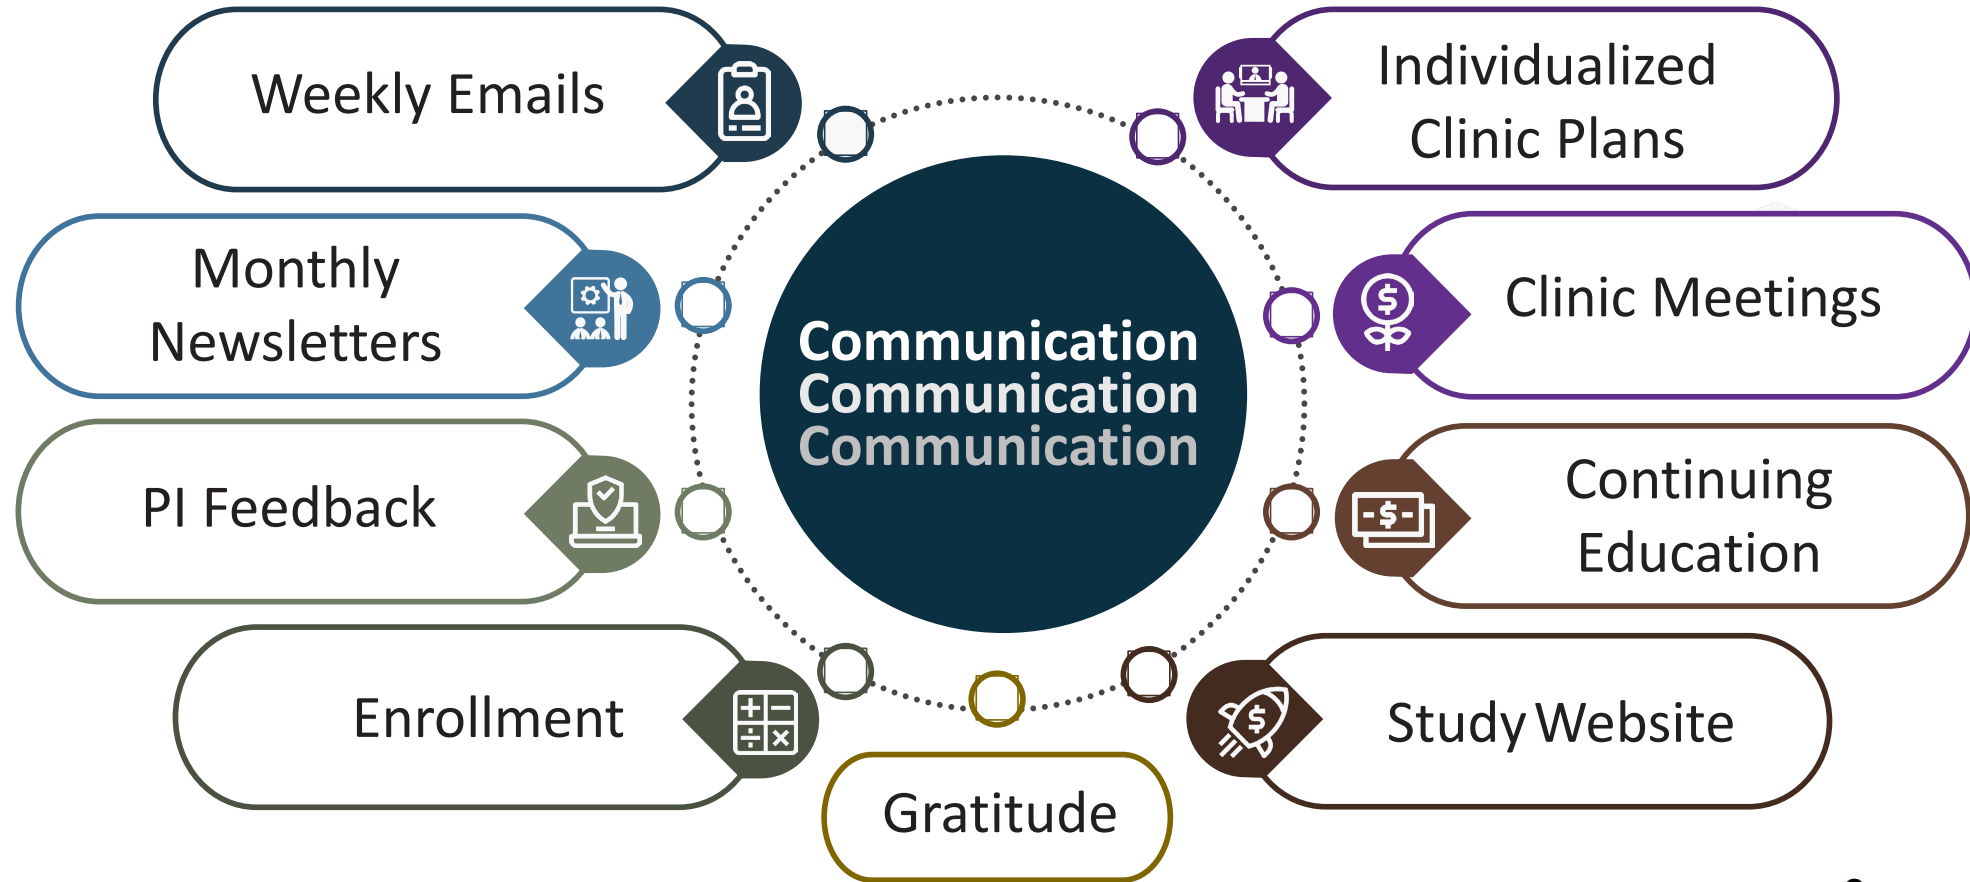 Weekly Emails
Individualized
Clinic Plans
Monthly
Newsletters
Clinic Meetings
Communication
Communication
Communication
PI Feedback
Continuing
Education
Enrollment
Study Website
Gratitude